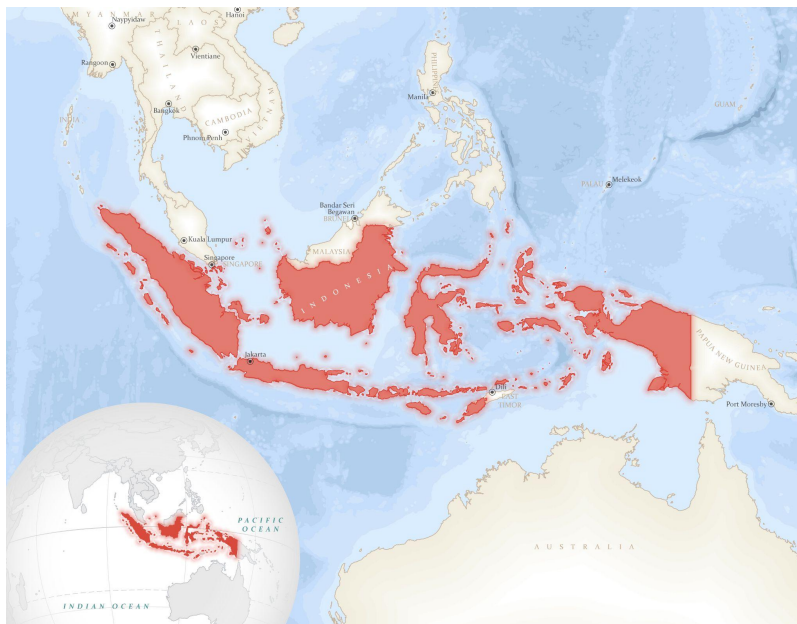 Hanoi
MYANMAR
LAOS
Naypyidaw
Vientiane
Rangoon
THAILAND
Bangkok
CAMBODIA
VIETNAM
Phnom Penh
INDIA
PHILIPPINES
Manila
GUAM
Melekeok
PALAU
Bandar Seri
Begawan
BRUNEI
Kuala Lumpur
MALAYSIA
Singapore
SINGAPORE
INDONESIA
Jakarta
Dili
EAST
TIMOR
PAPUA NEW GUINEA
Port Moresby
AUSTRALIA
PACIFIC
OCEAN
INDIAN OCEAN